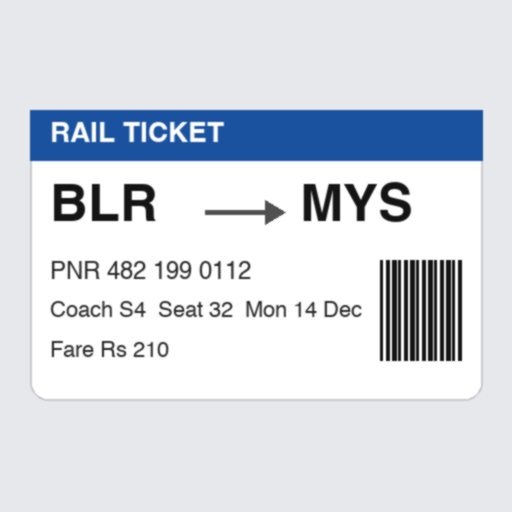 RAIL TICKET
BLR MYS
PNR 482 199 0112
Coach S4 Seat 32 Mon 14 Dec
Fare Rs 210